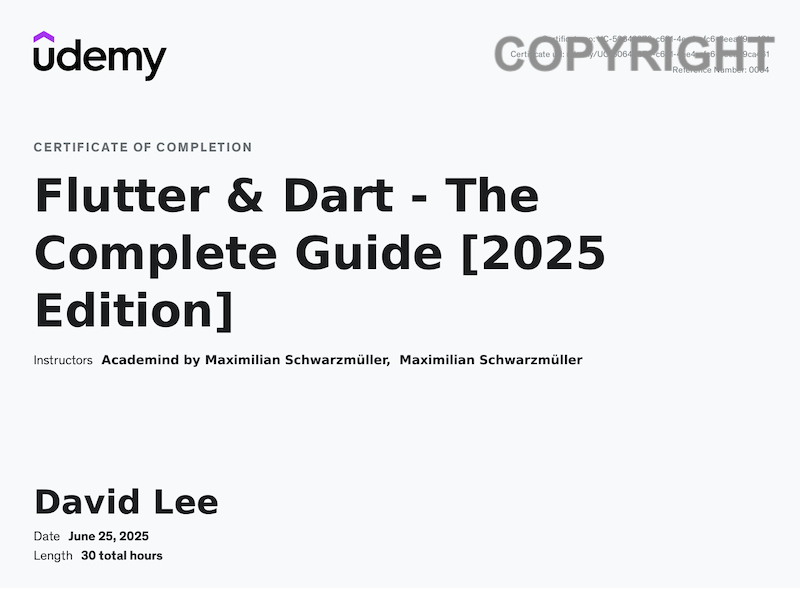 udemy
COPYRIGHT
Reference Number: 0004
CERTIFICATE OF COMPLETION
Flutter & Dart - The
Complete Guide [2025
Edition]
Instructors Academind by Maximilian Schwarzmüller, Maximilian Schwarzmüller
David Lee
Date June 25, 2025
Length 30 total hours